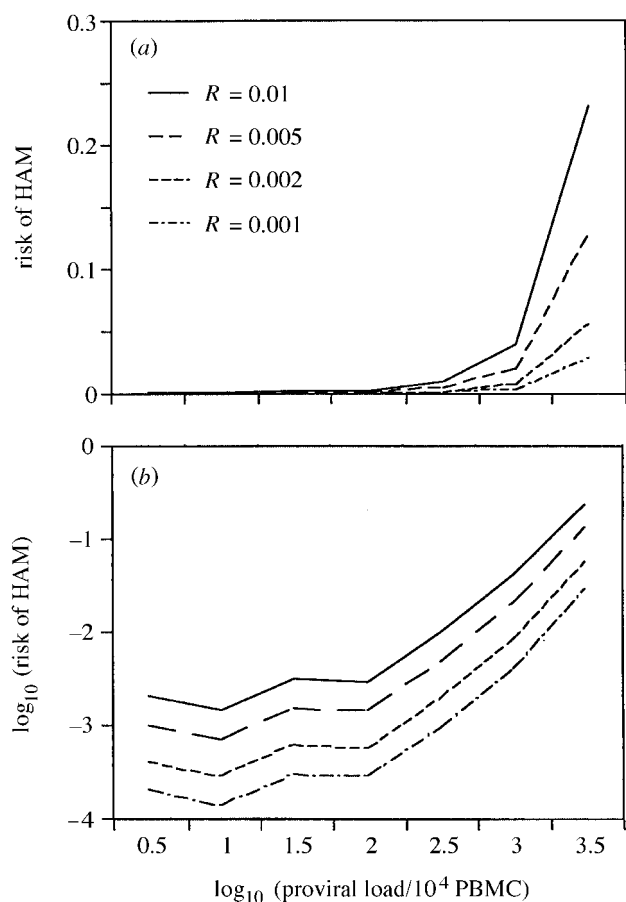 0.3
(a)
R = 0.01
R = 0.005
R = 0.002
R = 0.001
0.2
0.1
0
risk of HAM
0
(b)
−1
−2
−3
−4
log₁₀ (risk of HAM)
0.5 1 1.5 2 2.5 3 3.5
log₁₀ (proviral load/10⁴ PBMC)